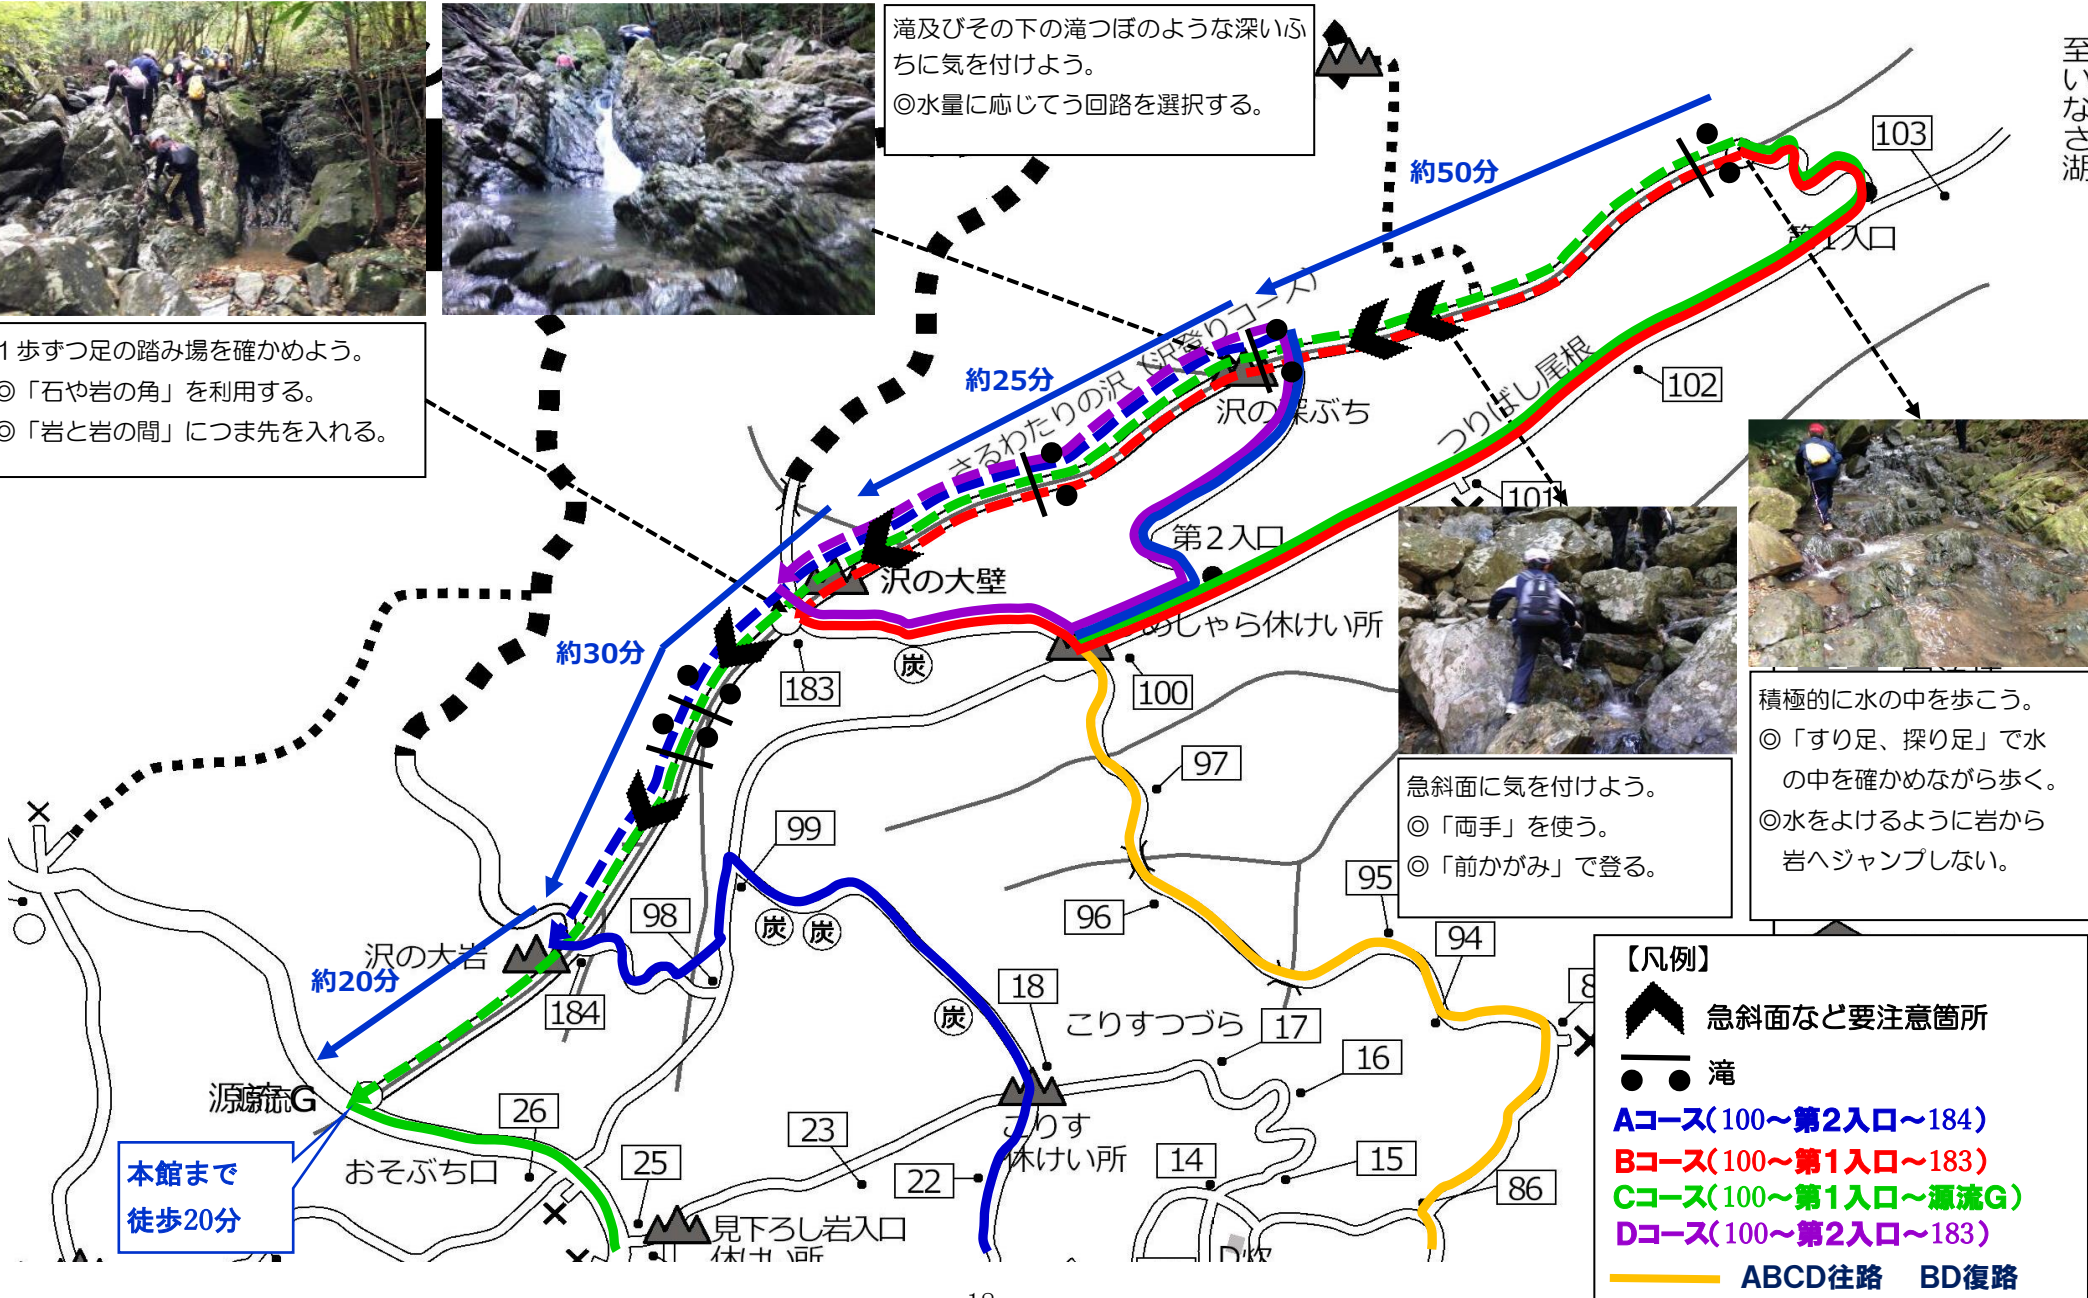 滝及びその下の滝つぼのような深いふ
ちに気を付けよう。
◎水量に応じてう回路を選択する。
至
い
な
さ
湖
約50分
103
第1入口
1歩ずつ足の踏み場を確かめよう。
◎「石や岩の角」を利用する。
◎「岩と岩の間」につま先を入れる。
約25分
さるわたりの沢（沢登りコース）
沢の深ぶち
つりばし尾根
102
101
第2入口
沢の大壁
約30分
めしゃら休けい所
炭
183
100
97
99
96
95
94
98
炭
炭
沢の大岩
約20分
184
炭
18
こりすつづら
17
16
源流G
26
23
こりす
休けい所
22
14
15
86
おそぶち口
25
見下ろし岩入口
休けい所
本館まで
徒歩20分
急斜面に気を付けよう。
◎「両手」を使う。
◎「前かがみ」で登る。
積極的に水の中を歩こう。
◎「すり足、探り足」で水
の中を確かめながら歩く。
◎水をよけるように岩から
岩へジャンプしない。
【凡例】
急斜面など要注意箇所
滝
Aコース(100～第2入口～184)
Bコース(100～第1入口～183)
Cコース(100～第1入口～源流G)
Dコース(100～第2入口～183)
ABCD往路　BD復路